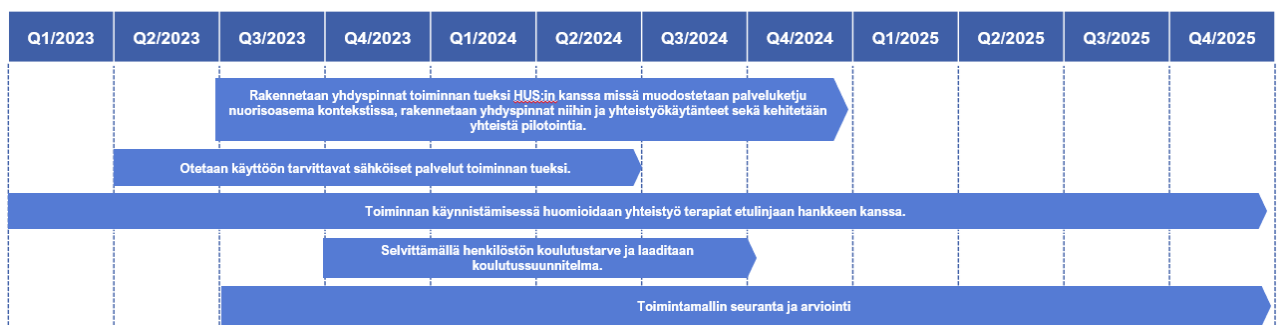 Q1/2023 Q2/2023 Q3/2023 Q4/2023 Q1/2024 Q2/2024 Q3/2024 Q4/2024 Q1/2025 Q2/2025 Q3/2025 Q4/2025
Rakennetaan yhdyspinnat toiminnan tueksi HUS:in kanssa missä muodostetaan palveluketju
nuorisoasema kontekstissa, rakennetaan yhdyspinnat niihin ja yhteistyökäytänteet sekä kehitetään
yhteistä pilotointia.
Otetaan käyttöön tarvittavat sähköiset palvelut toiminnan tueksi.
Toiminnan käynnistämisessä huomioidaan yhteistyö terapiat etulinjaan hankkeen kanssa.
Selvittämällä henkilöstön koulutustarve ja laaditaan
koulutussuunnitelma.
Toimintamallin seuranta ja arviointi